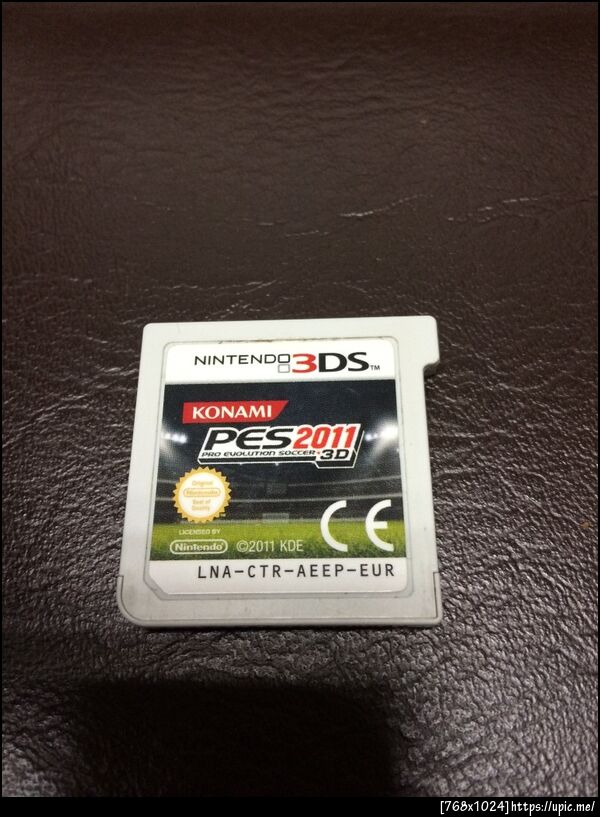 NINTENDO 3DS™
KONAMI
PES2011
PRO EVOLUTION SOCCER 3D
Original
Nintendo
Seal of
Quality
LICENSED BY
Nintendo
©2011 KDE
CE
LNA-CTR-AEEP-EUR
[768x1024]https://upic.me/